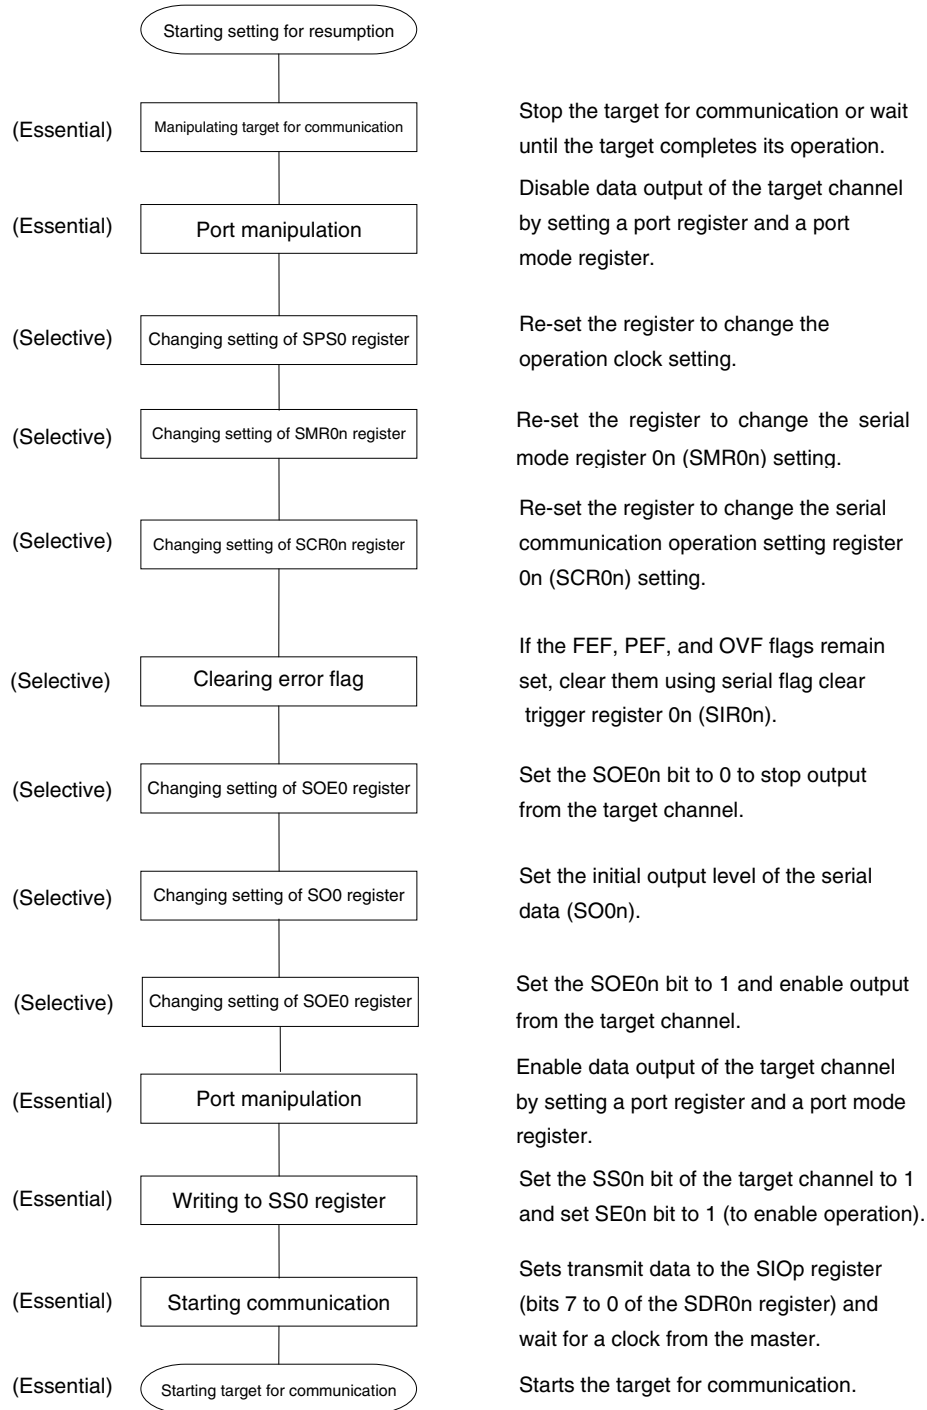 Starting setting for resumption
(Essential)
Manipulating target for communication
Stop the target for communication or wait
until the target completes its operation.
(Essential)
Port manipulation
Disable data output of the target channel
by setting a port register and a port
mode register.
(Selective)
Changing setting of SPS0 register
Re-set the register to change the
operation clock setting.
(Selective)
Changing setting of SMR0n register
Re-set the register to change the serial
mode register 0n (SMR0n) setting.
(Selective)
Changing setting of SCR0n register
Re-set the register to change the serial
communication operation setting register
0n (SCR0n) setting.
(Selective)
Clearing error flag
If the FEF, PEF, and OVF flags remain
set, clear them using serial flag clear
trigger register 0n (SIR0n).
(Selective)
Changing setting of SOE0 register
Set the SOE0n bit to 0 to stop output
from the target channel.
(Selective)
Changing setting of SO0 register
Set the initial output level of the serial
data (SO0n).
(Selective)
Changing setting of SOE0 register
Set the SOE0n bit to 1 and enable output
from the target channel.
(Essential)
Port manipulation
Enable data output of the target channel
by setting a port register and a port mode
register.
(Essential)
Writing to SS0 register
Set the SS0n bit of the target channel to 1
and set SE0n bit to 1 (to enable operation).
(Essential)
Starting communication
Sets transmit data to the SIOp register
(bits 7 to 0 of the SDR0n register) and
wait for a clock from the master.
(Essential)
Starting target for communication
Starts the target for communication.